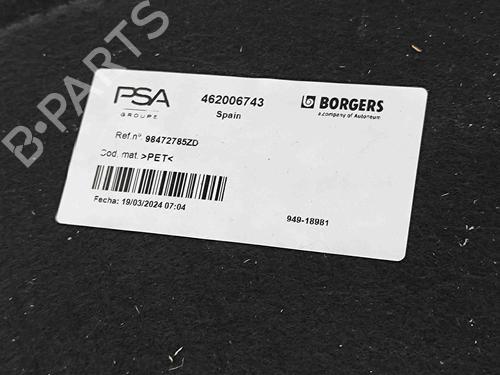 PSA
GROUPE
462006743
Spain
BORGERS
a company of Autoneum
Ref.nº 98472785ZD
Cod. mat. >PET<
Fecha: 19/03/2024 07:04
949-18981
B-PARTS